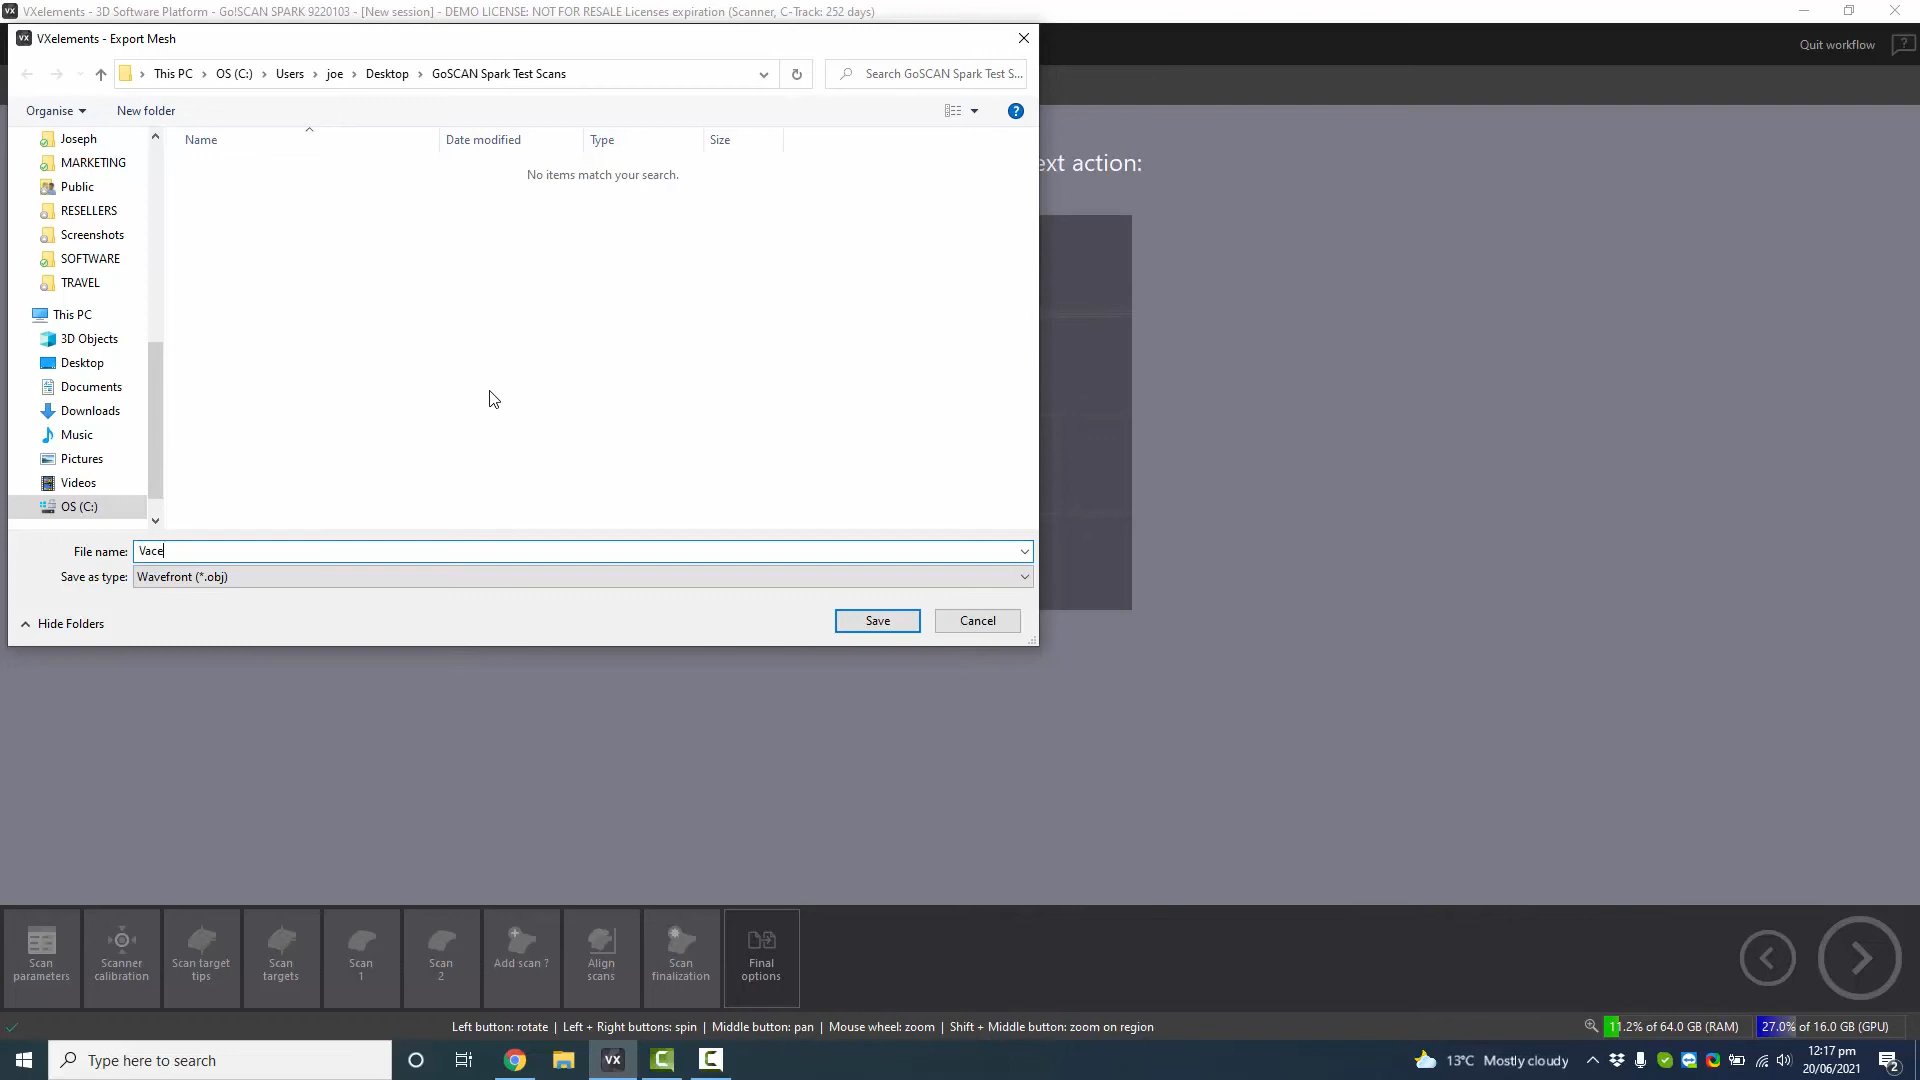 VXelements - 3D Software Platform - Go!SCAN SPARK 9220103 - [New session] - DEMO LICENSE: NOT FOR RESALE Licenses expiration (Scanner, C-Track: 252 days)
VXelements - Export Mesh
Quit workflow
This PC > OS (C:) > Users > joe > Desktop > GoSCAN Spark Test Scans
Search GoSCAN Spark Test S...
Organise
New folder
Name
Date modified
Type
Size
No items match your search.
Joseph
MARKETING
Public
RESELLERS
Screenshots
SOFTWARE
TRAVEL
This PC
3D Objects
Desktop
Documents
Downloads
Music
Pictures
Videos
OS (C:)
ext action:
File name: Vace
Save as type: Wavefront (*.obj)
Hide Folders
Save
Cancel
Scan parameters
Scanner calibration
Scan target tips
Scan targets
Scan 1
Scan 2
Add scan ?
Align scans
Scan finalization
Final options
Left button: rotate | Left + Right buttons: spin | Middle button: pan | Mouse wheel: zoom | Shift + Middle button: zoom on region
11.2% of 64.0 GB (RAM)
27.0% of 16.0 GB (GPU)
Type here to search
13°C Mostly cloudy
12:17 pm
20/06/2021
2